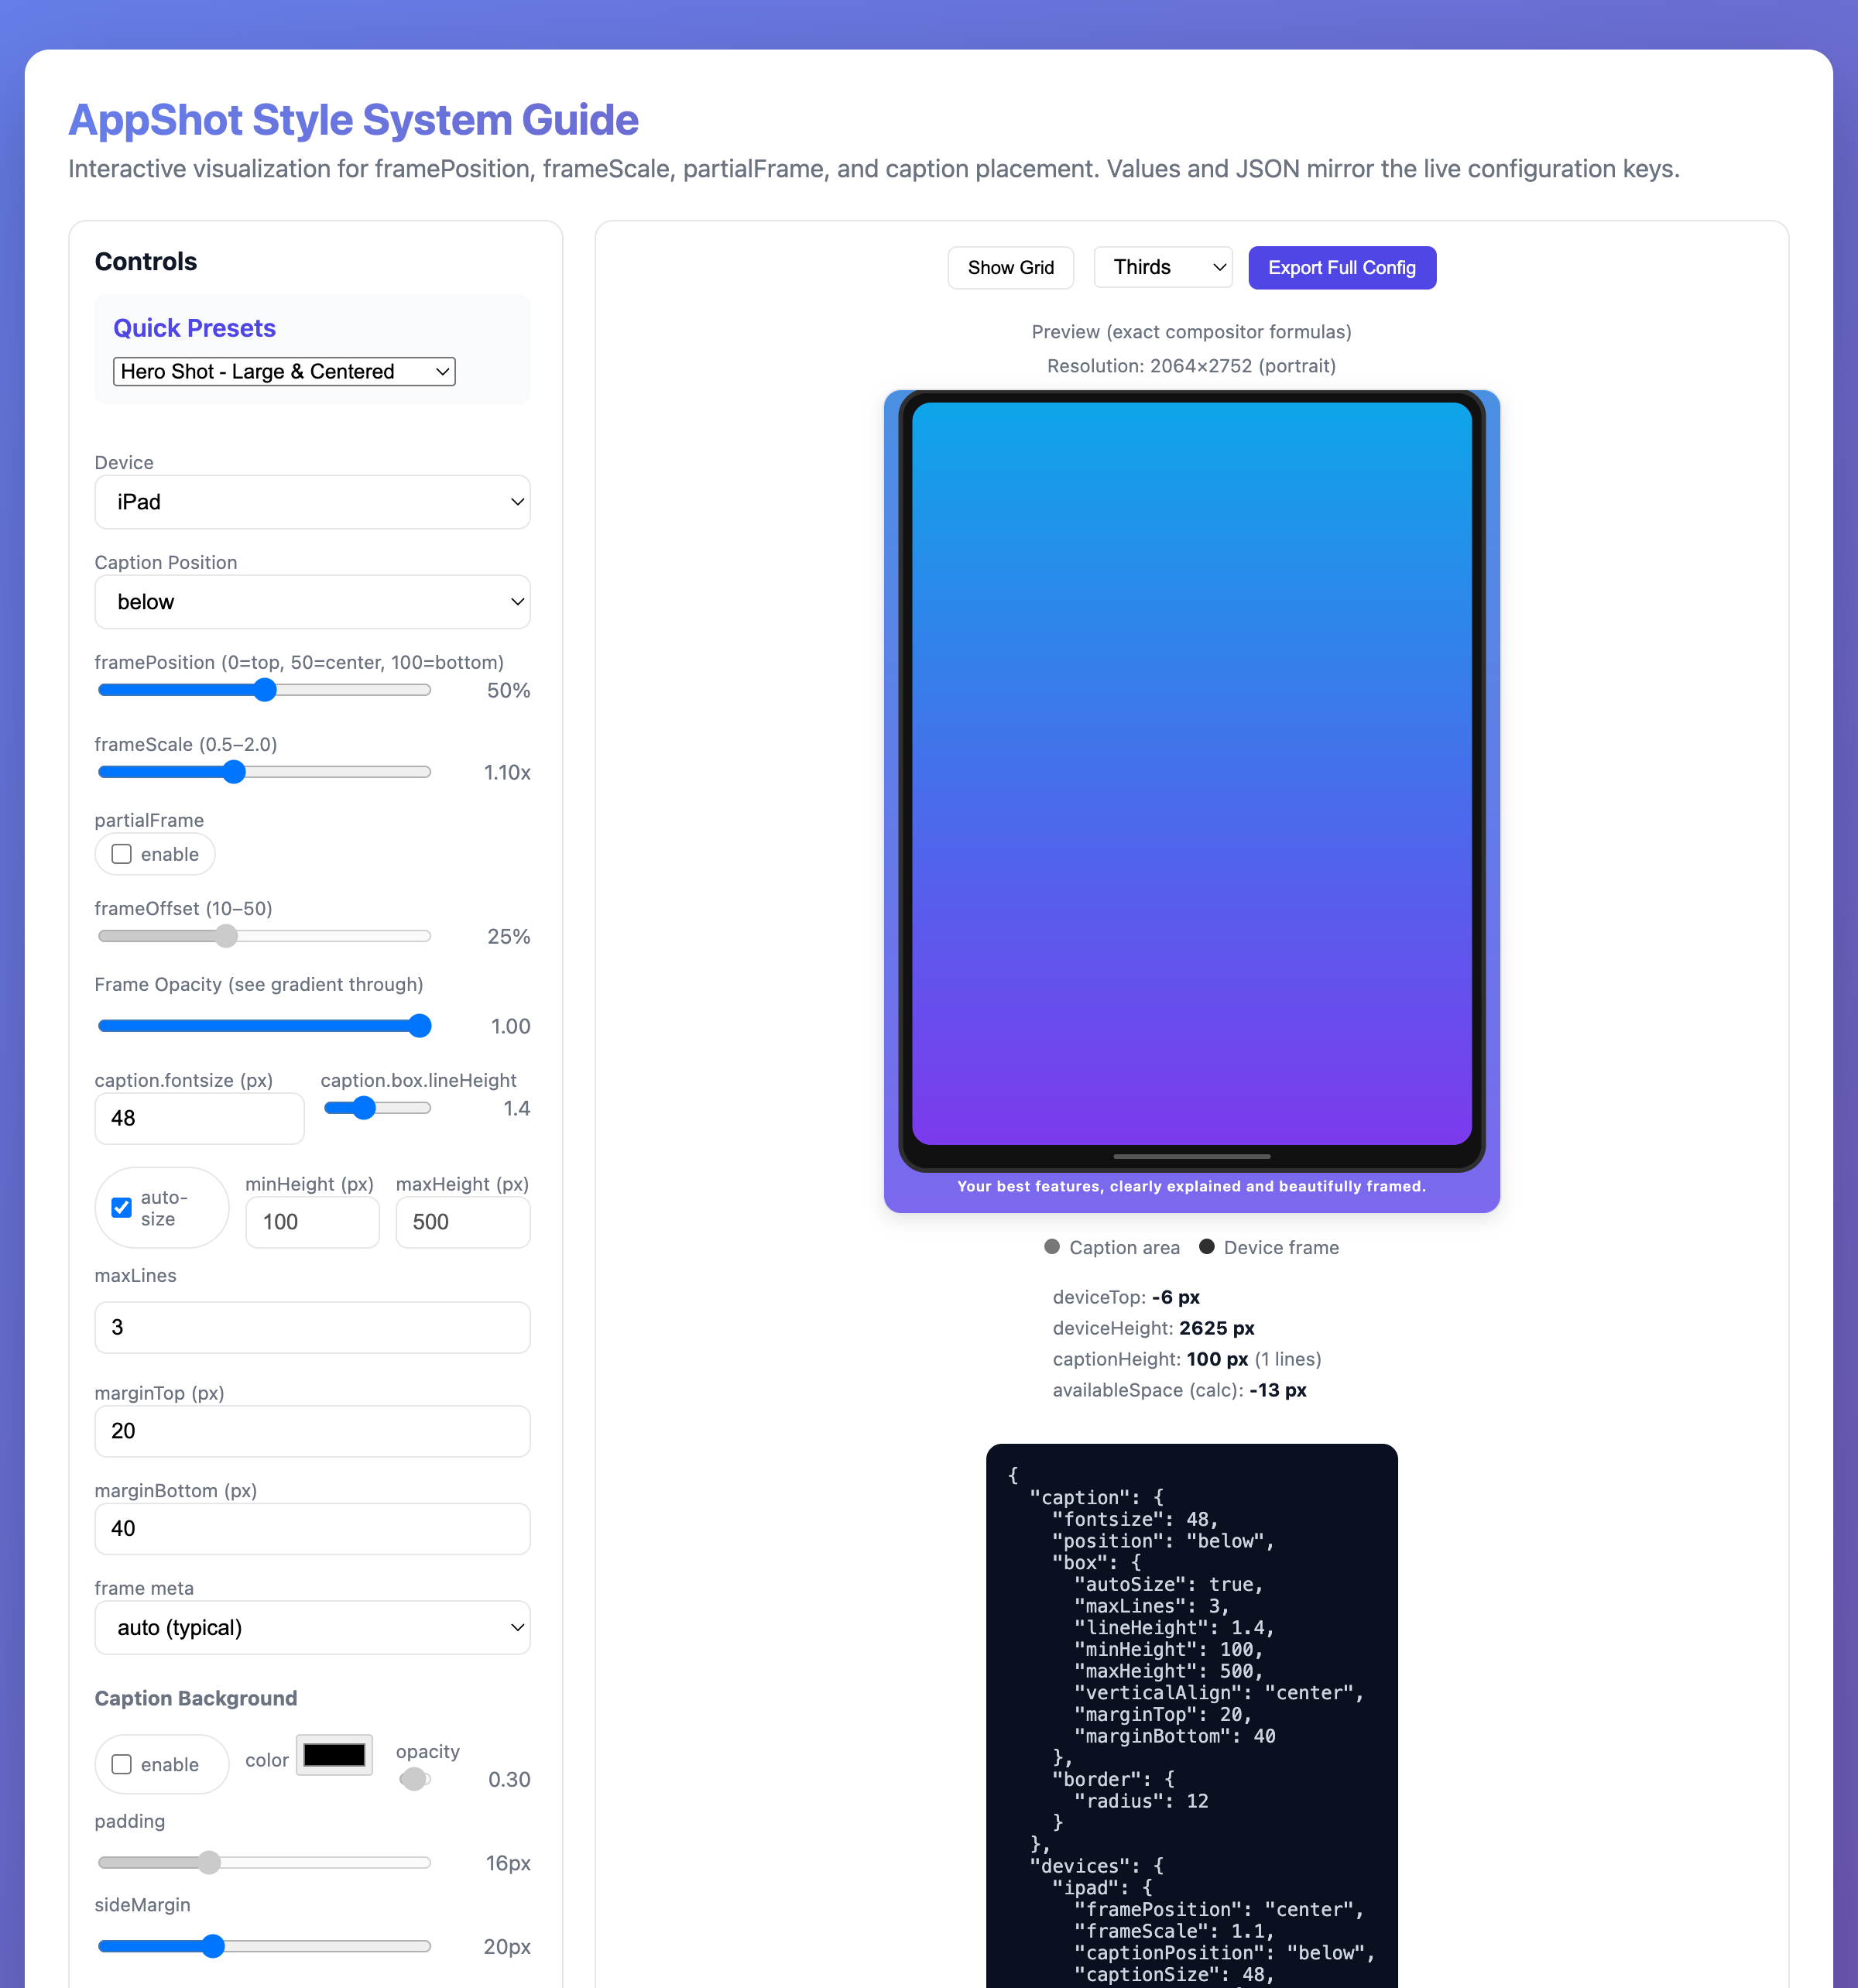 AppShot Style System Guide
Interactive visualization for framePosition, frameScale, partialFrame, and caption placement. Values and JSON mirror the live configuration keys.
Controls
Quick Presets
Hero Shot - Large & Centered
Device
iPad
Caption Position
below
framePosition (0=top, 50=center, 100=bottom)
50%
frameScale (0.5–2.0)
1.10x
partialFrame
enable
frameOffset (10–50)
25%
Frame Opacity (see gradient through)
1.00
caption.fontsize (px)
48
caption.box.lineHeight
1.4
auto-
size
minHeight (px)
100
maxHeight (px)
500
maxLines
3
marginTop (px)
20
marginBottom (px)
40
frame meta
auto (typical)
Caption Background
enable
color
opacity
0.30
padding
16px
sideMargin
20px
Show Grid
Thirds
Export Full Config
Preview (exact compositor formulas)
Resolution: 2064×2752 (portrait)
Your best features, clearly explained and beautifully framed.
Caption area
Device frame
deviceTop: -6 px
deviceHeight: 2625 px
captionHeight: 100 px (1 lines)
availableSpace (calc): -13 px
{
"caption": {
"fontsize": 48,
"position": "below",
"box": {
"autoSize": true,
"maxLines": 3,
"lineHeight": 1.4,
"minHeight": 100,
"maxHeight": 500,
"verticalAlign": "center",
"marginTop": 20,
"marginBottom": 40
},
"border": {
"radius": 12
}
},
"devices": {
"ipad": {
"framePosition": "center",
"frameScale": 1.1,
"captionPosition": "below",
"captionSize": 48,